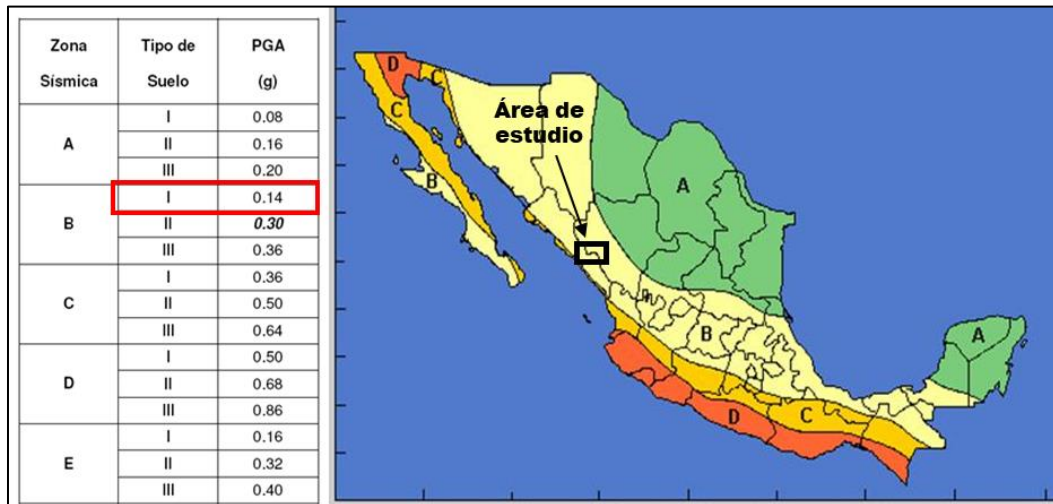 Zona Sísmica Tipo de Suelo PGA (g)
A I 0.08
II 0.16
III 0.20
B I 0.14
II 0.30
III 0.36
C I 0.36
II 0.50
III 0.64
D I 0.50
II 0.68
III 0.86
E I 0.16
II 0.32
III 0.40
D
C
C
Área de
estudio
B
A
B
A
D
C